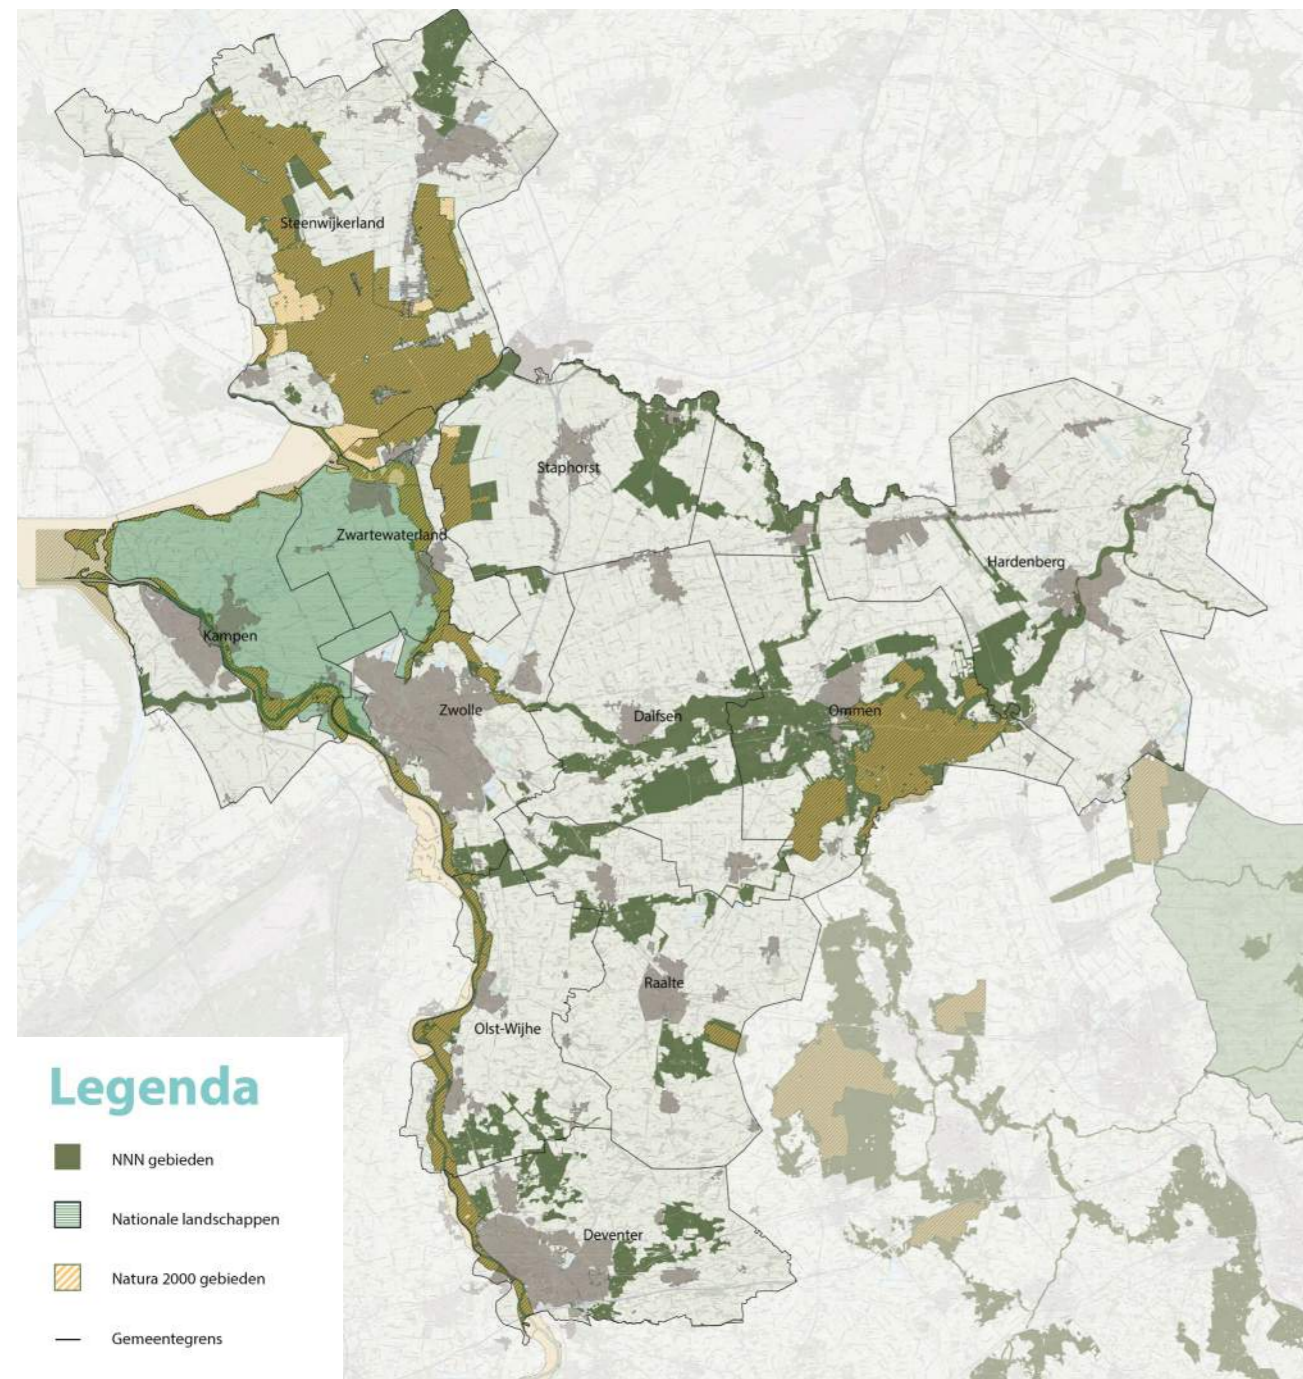 Steenwijkerland
Staphorst
Zwartewaterland
Hardenberg
Kampen
Zwolle
Dalfsen
Ommen
Raalte
Olst-Wijhe
Deventer
Legenda
NNN gebieden
Nationale landschappen
Natura 2000 gebieden
Gemeentegrens